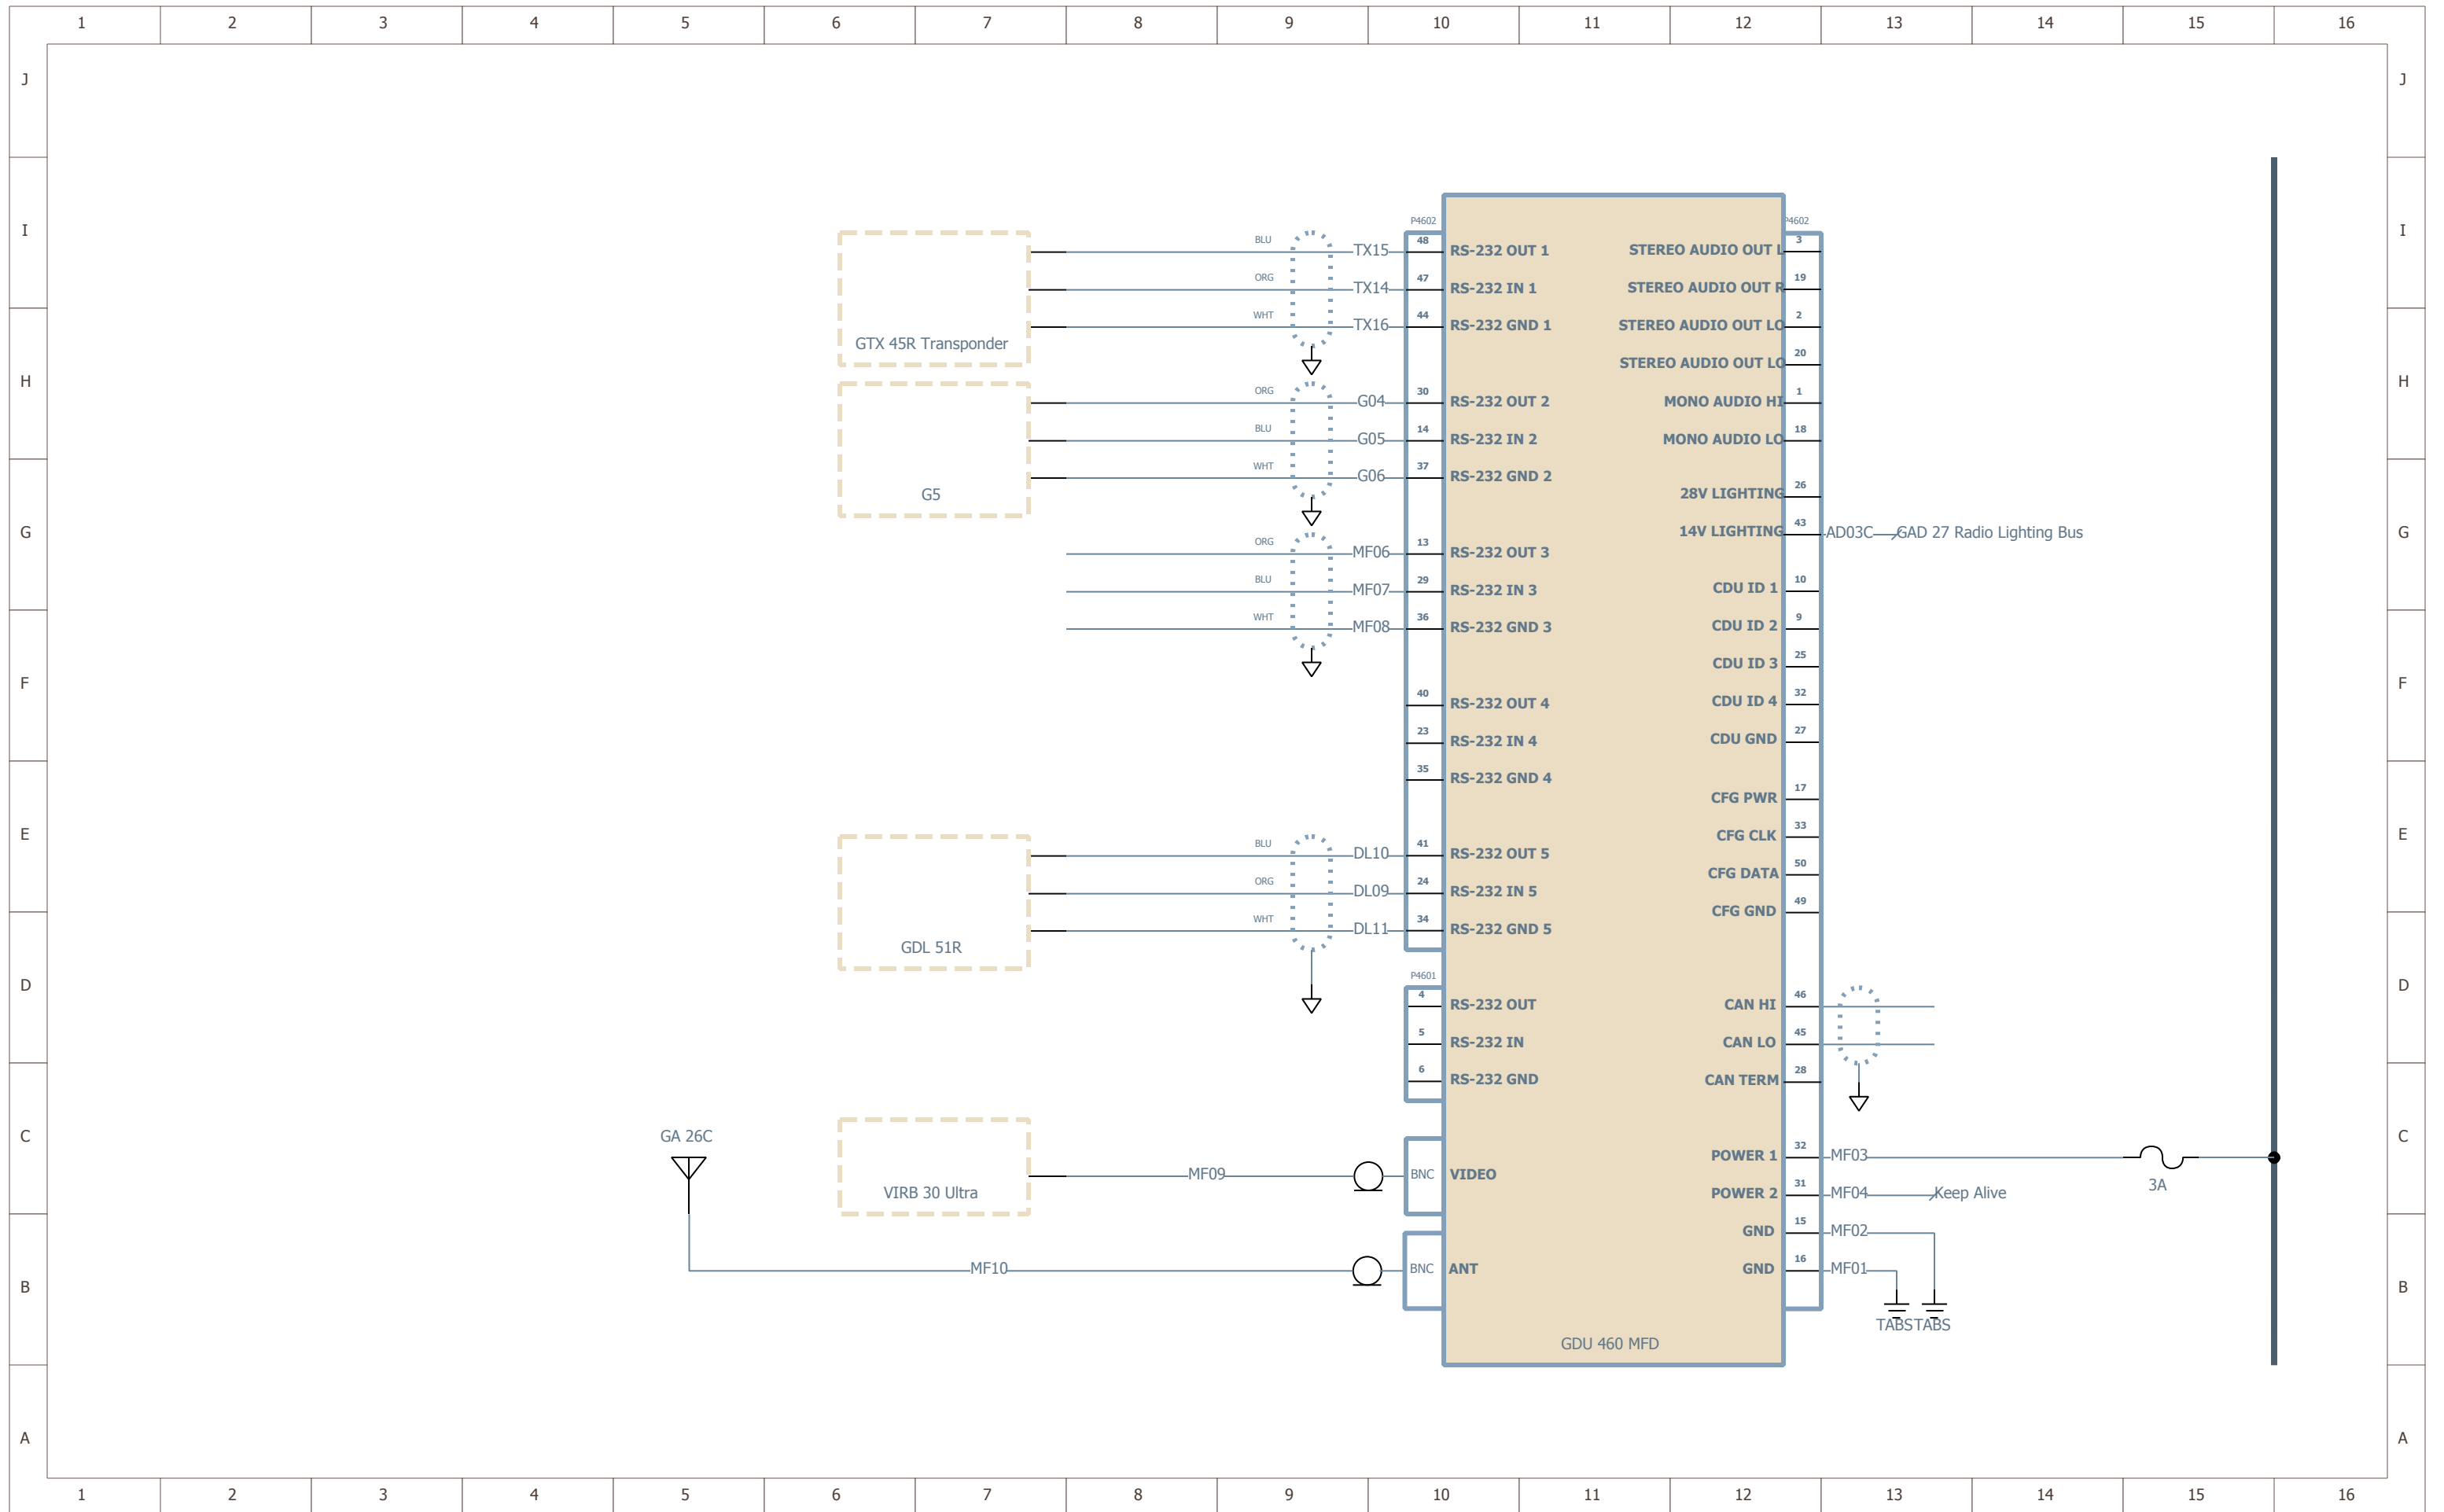 1 2 3 4 5 6 7 8 9 10 11 12 13 14 15 16
J J
I I
H H
G G
F F
E E
D D
C C
B B
A A
P4602 P4602
BLU TX15 48 RS-232 OUT 1
ORG TX14 47 RS-232 IN 1
WHT TX16 44 RS-232 GND 1
GTX 45R Transponder
ORG G04 30 RS-232 OUT 2
BLU G05 14 RS-232 IN 2
WHT G06 37 RS-232 GND 2
G5
ORG MF06 13 RS-232 OUT 3
BLU MF07 29 RS-232 IN 3
WHT MF08 36 RS-232 GND 3
40 RS-232 OUT 4
23 RS-232 IN 4
35 RS-232 GND 4
BLU DL10 41 RS-232 OUT 5
ORG DL09 24 RS-232 IN 5
WHT DL11 34 RS-232 GND 5
GDL 51R
P4601
4 RS-232 OUT
5 RS-232 IN
6 RS-232 GND
GA 26C
VIRB 30 Ultra
MF09 BNC VIDEO
MF10 BNC ANT
STEREO AUDIO OUT L 3
STEREO AUDIO OUT R 19
STEREO AUDIO OUT LO 2
STEREO AUDIO OUT LO 20
MONO AUDIO HI 1
MONO AUDIO LO 18
28V LIGHTING 26
14V LIGHTING 43 AD03C GAD 27 Radio Lighting Bus
CDU ID 1 10
CDU ID 2 9
CDU ID 3 25
CDU ID 4 32
CDU GND 27
CFG PWR 17
CFG CLK 33
CFG DATA 50
CFG GND 49
CAN HI 46
CAN LO 45
CAN TERM 28
POWER 1 32 MF03 3A
POWER 2 31 MF04 Keep Alive
GND 15 MF02
GND 16 MF01
TABS TABS
GDU 460 MFD
1 2 3 4 5 6 7 8 9 10 11 12 13 14 15 16